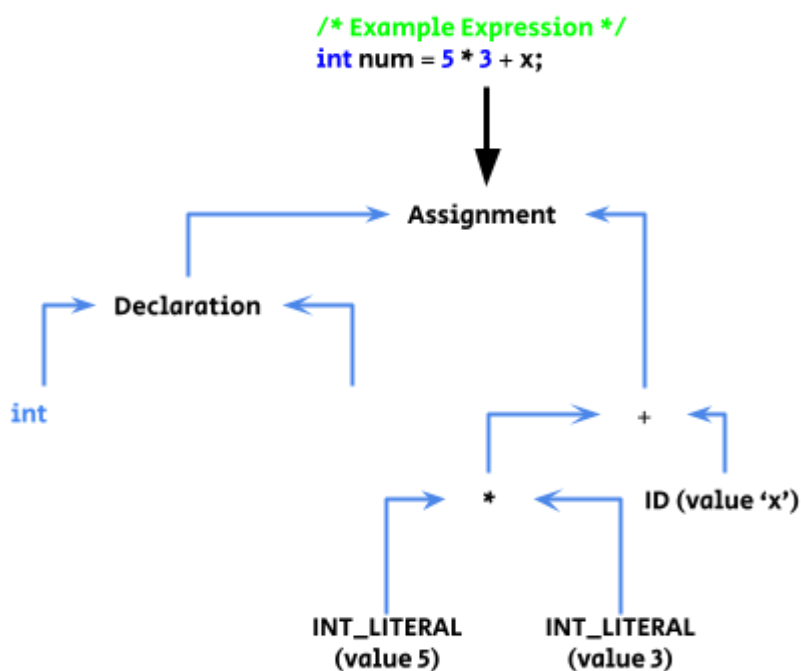 /* Example Expression */
int num = 5 * 3 + x;
Assignment
Declaration
int
+
*
ID (value ‘x’)
INT_LITERAL
(value 5)
INT_LITERAL
(value 3)